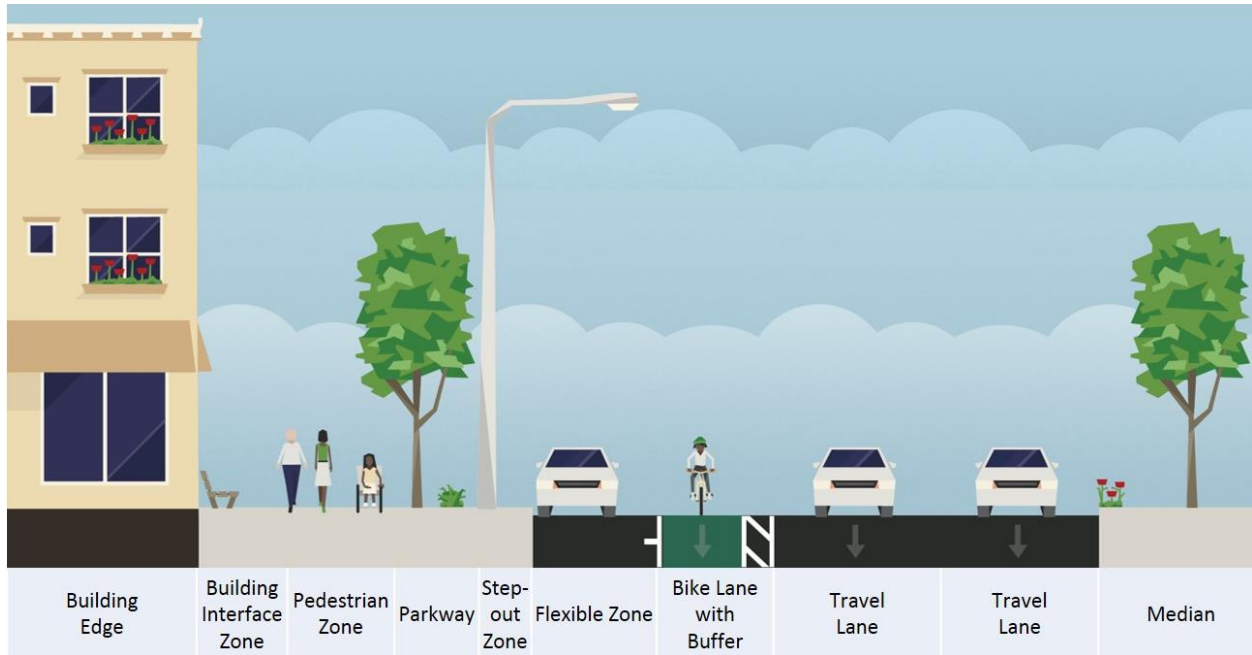 Building
Edge
Building
Interface
Zone
Pedestrian
Zone
Parkway
Step-
out
Zone
Flexible Zone
Bike Lane
with
Buffer
Travel
Lane
Travel
Lane
Median